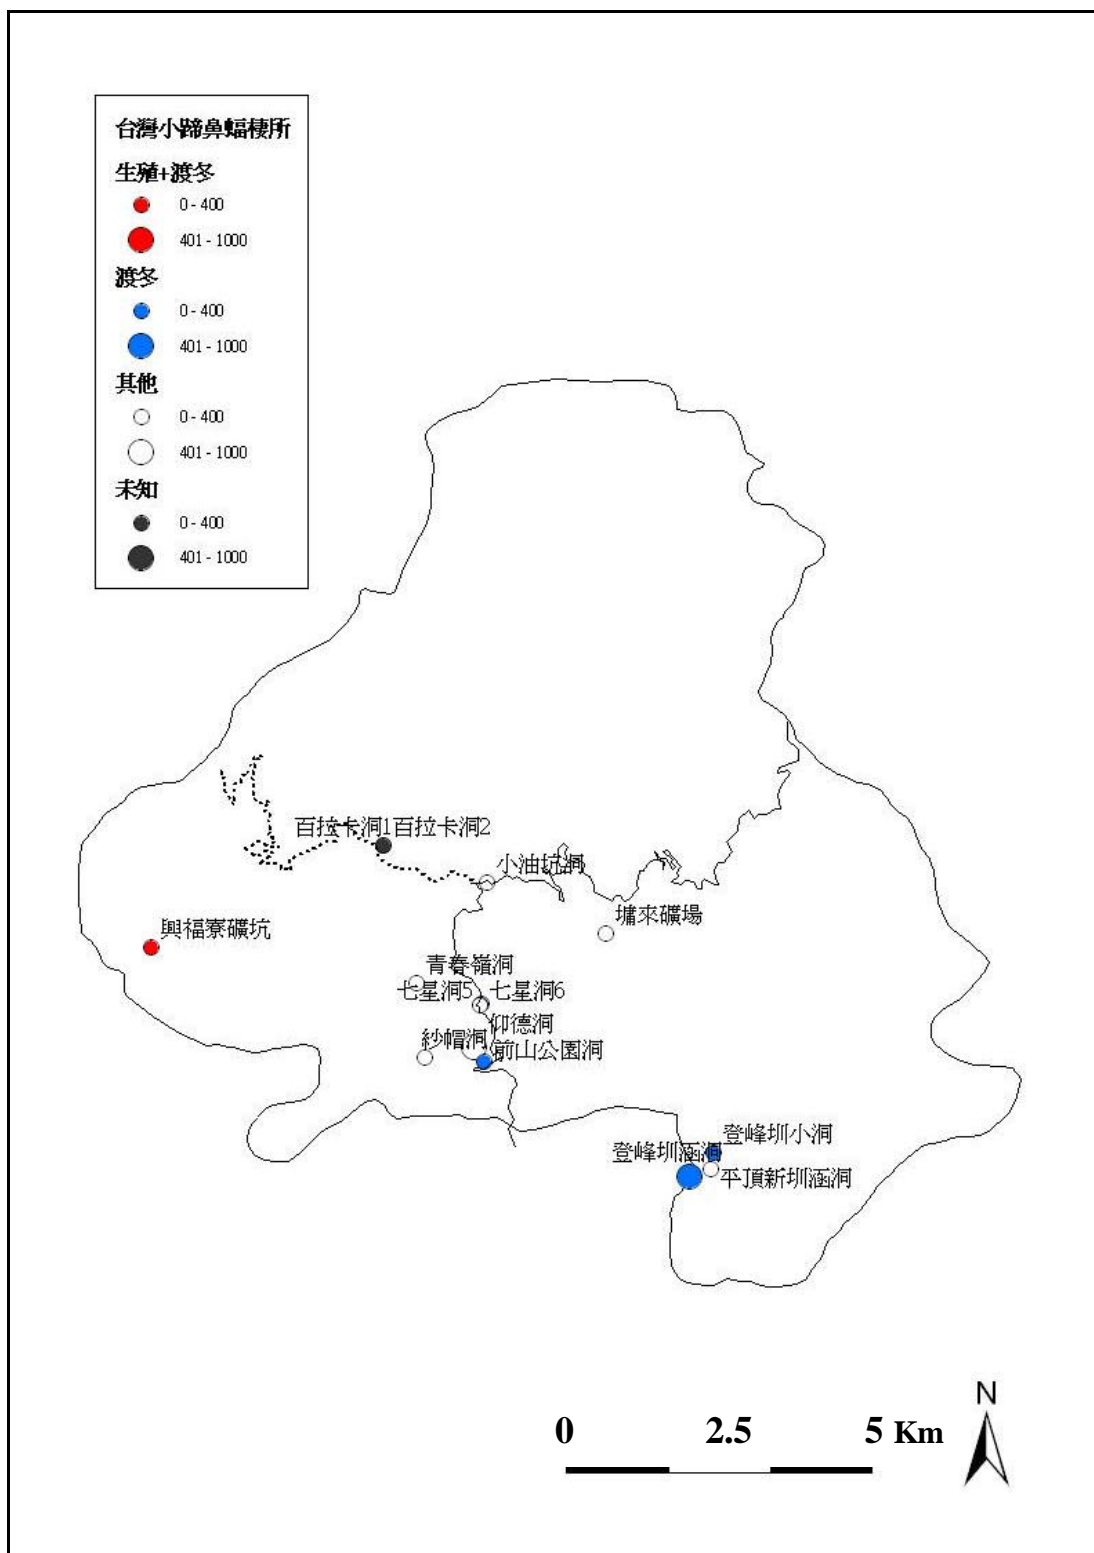 台灣小蹄鼻蝠棲所
生殖+渡冬
0 - 400
401 - 1000
渡冬
0 - 400
401 - 1000
其他
0 - 400
401 - 1000
未知
0 - 400
401 - 1000
百拉卡洞1百拉卡洞2
小油坑洞
墉來礦場
興福寮礦坑
青春嶺洞
七星洞5 七星洞6
仰德洞
紗帽洞
前山公園洞
登峰圳小洞
登峰圳涵洞
平頂新圳涵洞
N
0 2.5 5 Km